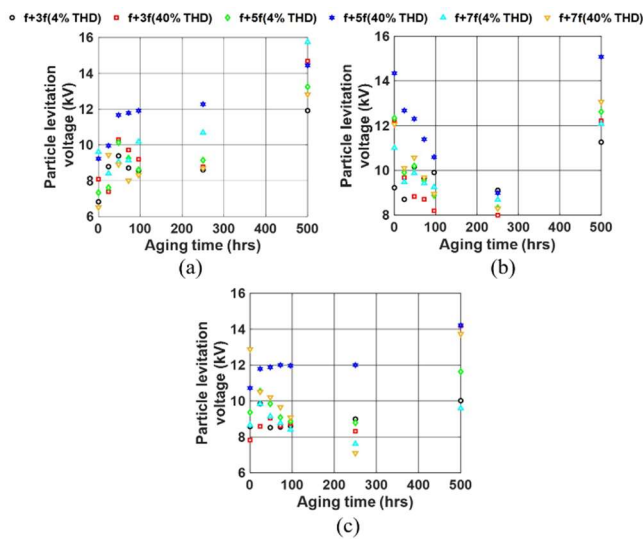 f+3f(4% THD) f+3f(40% THD) f+5f(4% THD) f+5f(40% THD) f+7f(4% THD) f+7f(40% THD)
Particle levitation
voltage (kV)
16
14
12
10
8
6
0 100 200 300 400 500
Aging time (hrs)
(a)
Particle levitation
voltage (kV)
16
14
12
10
8
0 100 200 300 400 500
Aging time (hrs)
(b)
Particle levitation
voltage (kV)
16
14
12
10
8
6
0 100 200 300 400 500
Aging time (hrs)
(c)